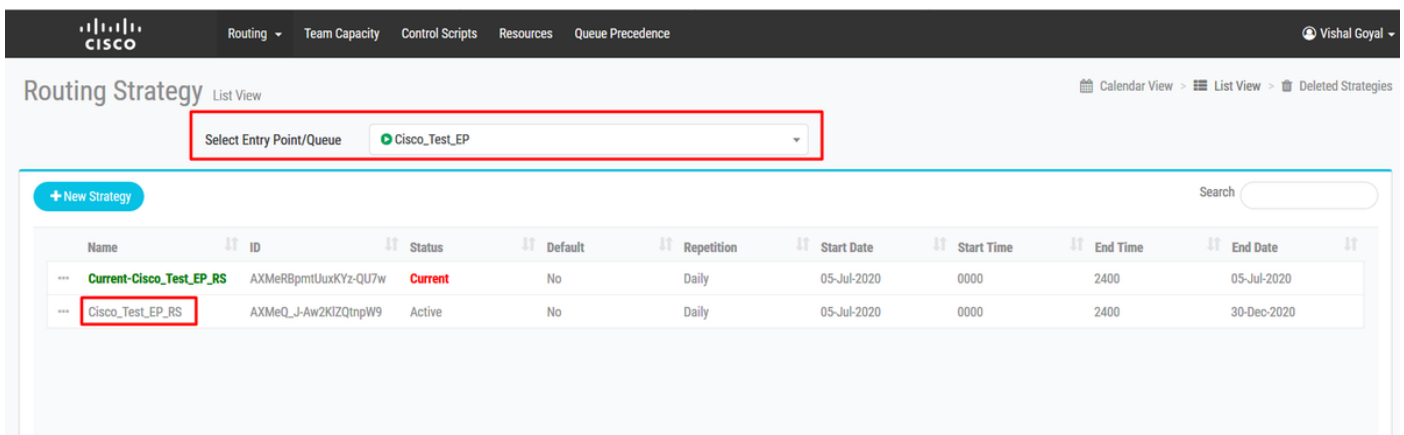 CISCO Routing Team Capacity Control Scripts Resources Queue Precedence Vishal Goyal
Routing Strategy List View Calendar View > List View > Deleted Strategies
Select Entry Point/Queue Cisco_Test_EP
+ New Strategy Search
Name ID Status Default Repetition Start Date Start Time End Time End Date
... Current-Cisco_Test_EP_RS AXMeRBpmtUuxKYz-QU7w Current No Daily 05-Jul-2020 0000 2400 05-Jul-2020
... Cisco_Test_EP_RS AXMeQ_J-Aw2KlZQtnpW9 Active No Daily 05-Jul-2020 0000 2400 30-Dec-2020